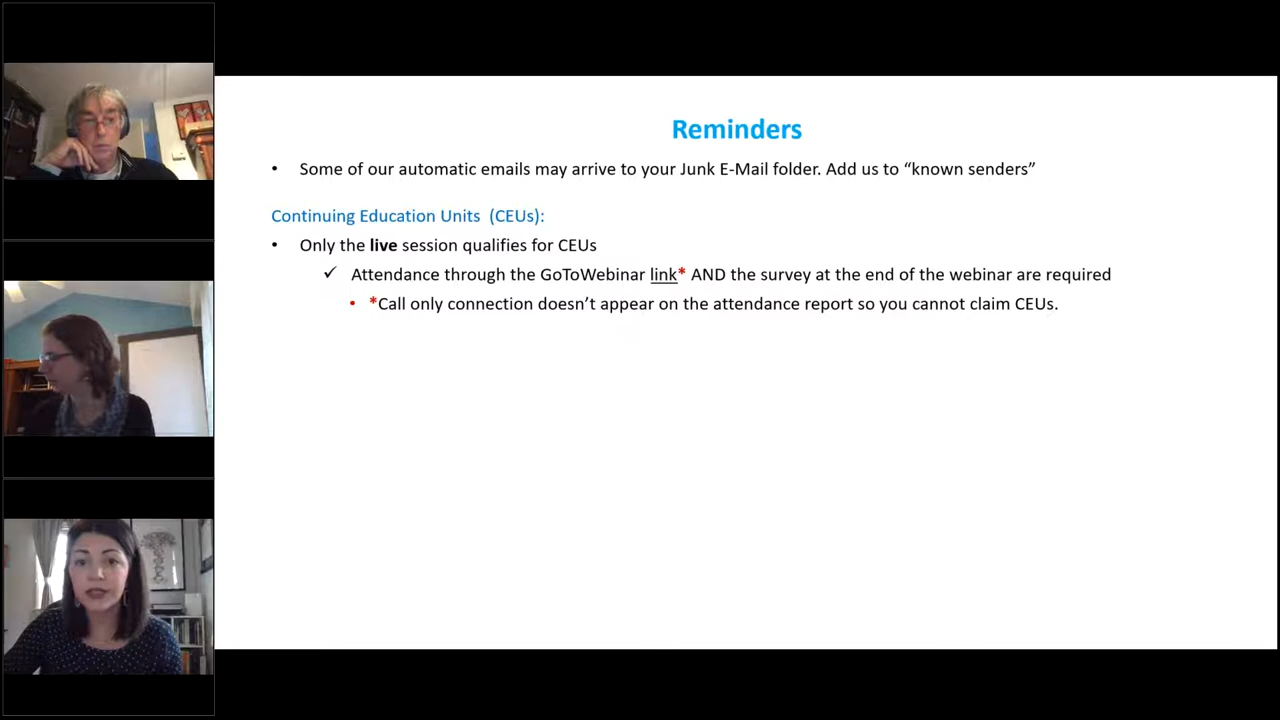 Reminders
• Some of our automatic emails may arrive to your Junk E-Mail folder. Add us to “known senders”
Continuing Education Units (CEUs):
• Only the live session qualifies for CEUs
✓ Attendance through the GoToWebinar link* AND the survey at the end of the webinar are required
• *Call only connection doesn’t appear on the attendance report so you cannot claim CEUs.